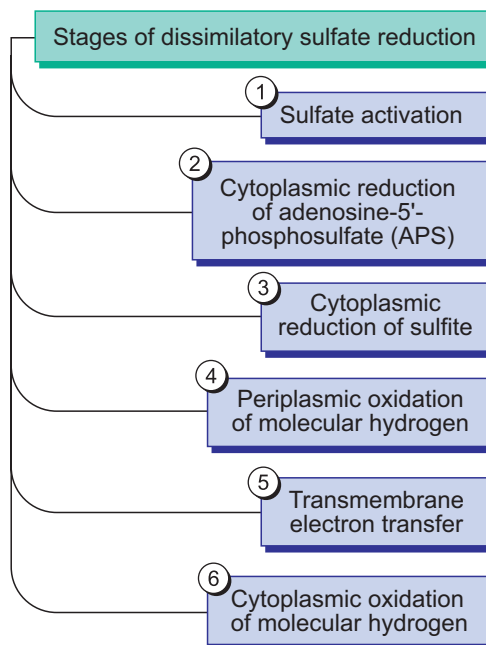 Stages of dissimilatory sulfate reduction
1
Sulfate activation
2
Cytoplasmic reduction
of adenosine-5'-
phosphosulfate (APS)
3
Cytoplasmic
reduction of sulfite
4
Periplasmic oxidation
of molecular hydrogen
5
Transmembrane
electron transfer
6
Cytoplasmic oxidation
of molecular hydrogen